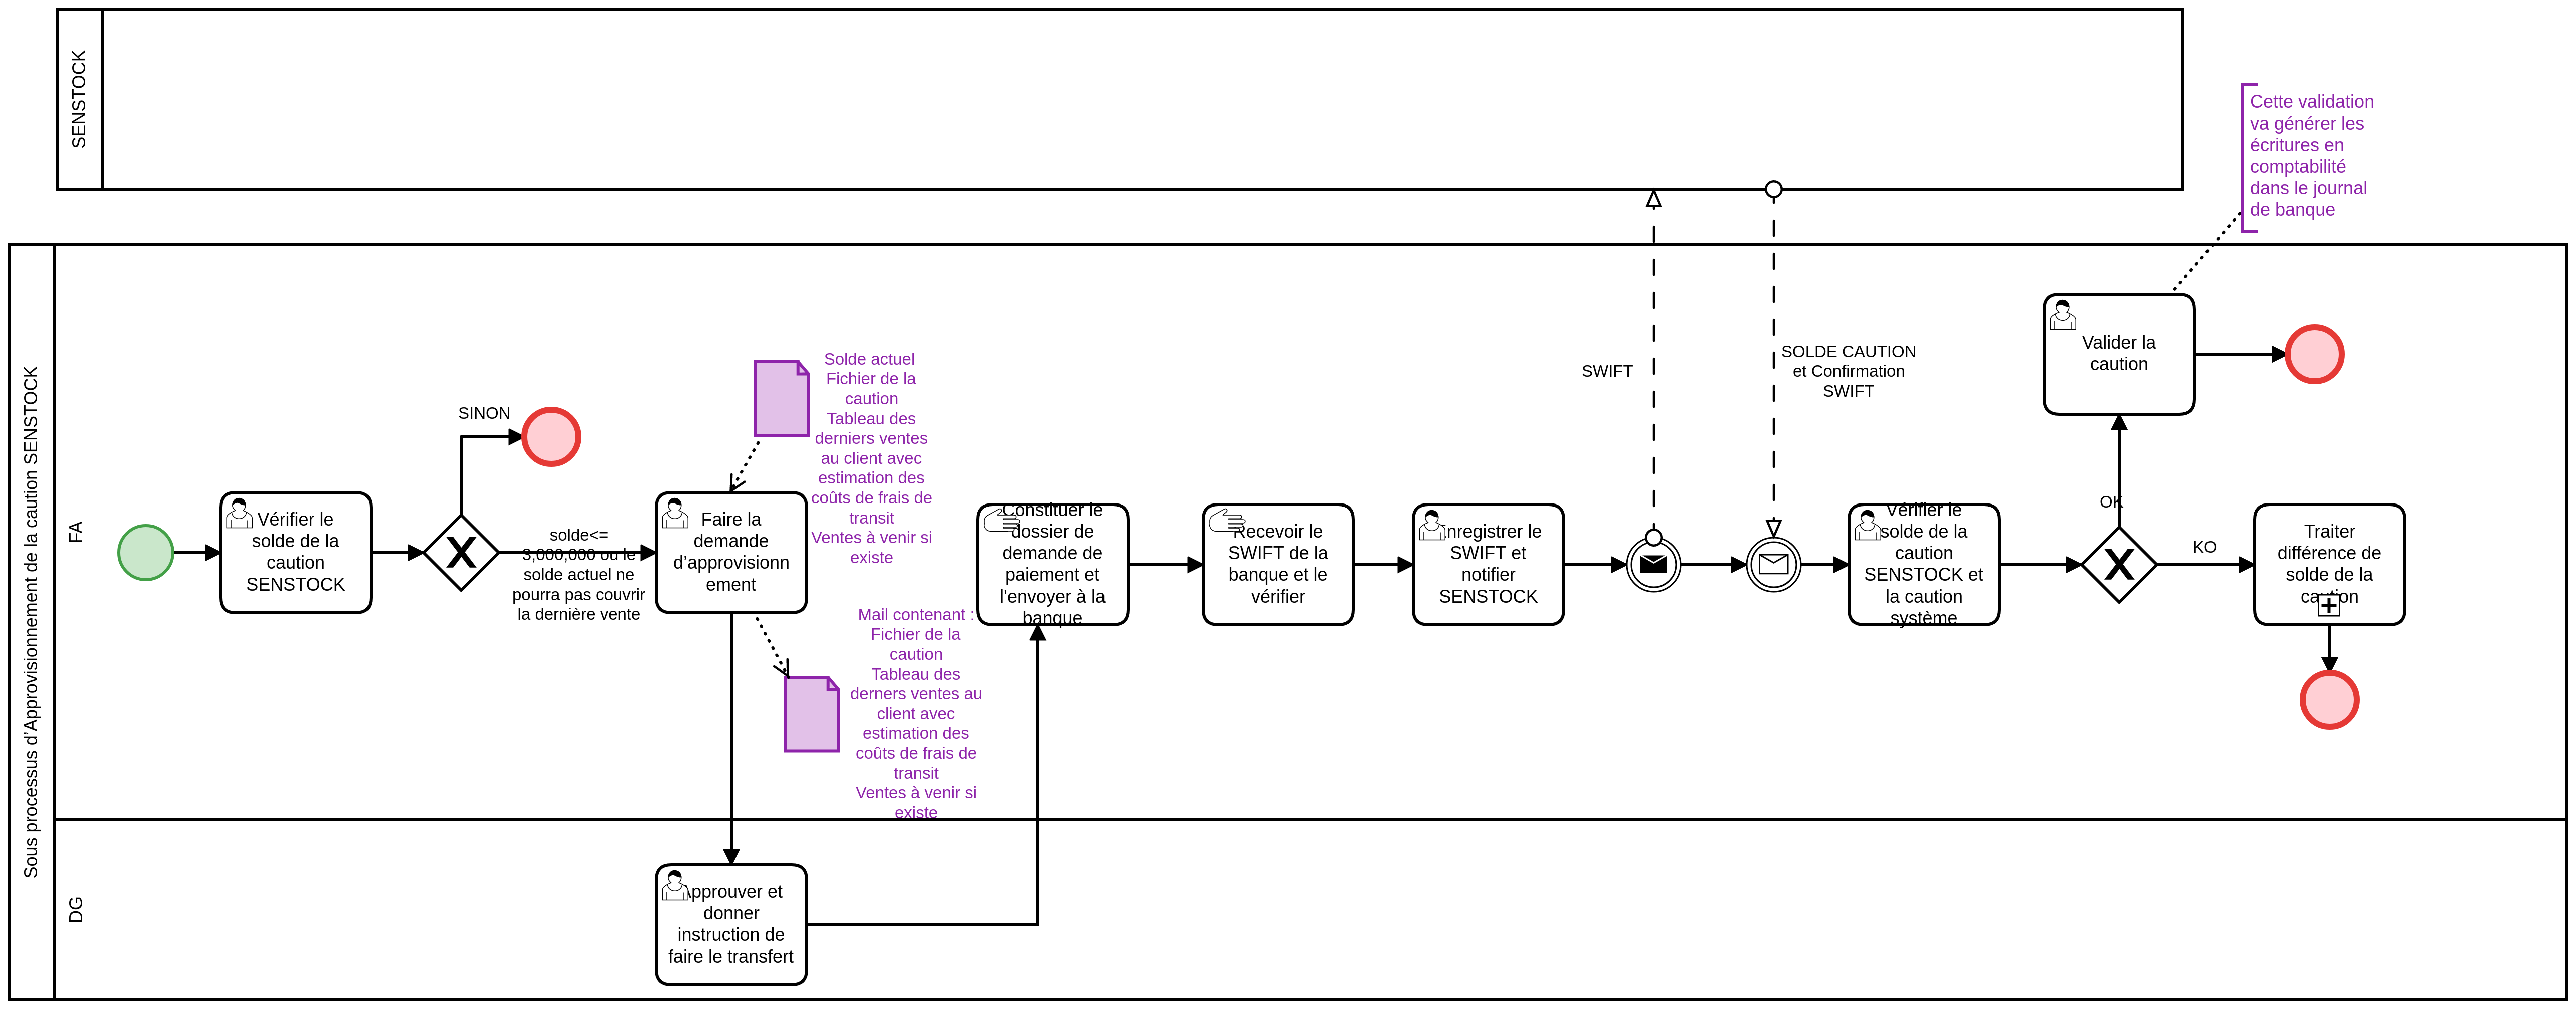 SENSTOCK
Cette validation
va générer les
écritures en
comptabilité
dans le journal
de banque
Sous processus d'Approvisionnement de la caution SENSTOCK
FA
Vérifier le
solde de la
caution
SENSTOCK
SINON
solde<=
3,000,000 ou le
solde actuel ne
pourra pas couvrir
la dernière vente
Faire la
demande
d'approvisionn
ement
Solde actuel
Fichier de la
caution
Tableau des
derniers ventes
au client avec
estimation des
coûts de frais de
transit
Ventes à venir si
existe
Mail contenant :
Fichier de la
caution
Tableau des
derners ventes au
client avec
estimation des
coûts de frais de
transit
Ventes à venir si
existe
Constituer le
dossier de
demande de
paiement et
l'envoyer à la
banque
Recevoir le
SWIFT de la
banque et le
vérifier
Enregistrer le
SWIFT et
notifier
SENSTOCK
SWIFT
SOLDE CAUTION
et Confirmation
SWIFT
Vérifier le
solde de la
caution
SENSTOCK et
la caution
système
OK
Valider la
caution
KO
Traiter
différence de
solde de la
caution
DG
Approuver et
donner
instruction de
faire le transfert